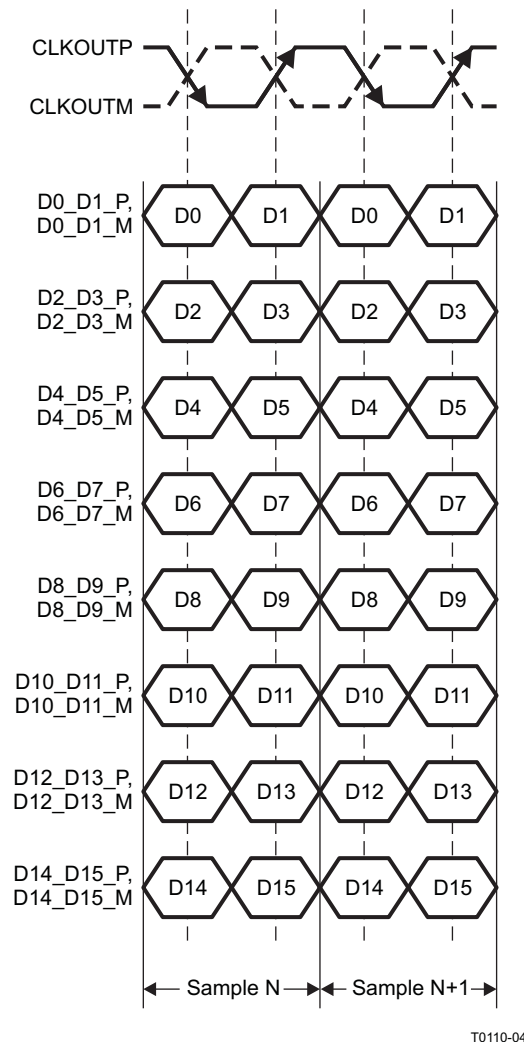 CLKOUTP
CLKOUTM
D0_D1_P,
D0_D1_M
D0 D1 D0 D1
D2_D3_P,
D2_D3_M
D2 D3 D2 D3
D4_D5_P,
D4_D5_M
D4 D5 D4 D5
D6_D7_P,
D6_D7_M
D6 D7 D6 D7
D8_D9_P,
D8_D9_M
D8 D9 D8 D9
D10_D11_P,
D10_D11_M
D10 D11 D10 D11
D12_D13_P,
D12_D13_M
D12 D13 D12 D13
D14_D15_P,
D14_D15_M
D14 D15 D14 D15
Sample N Sample N+1
T0110-04